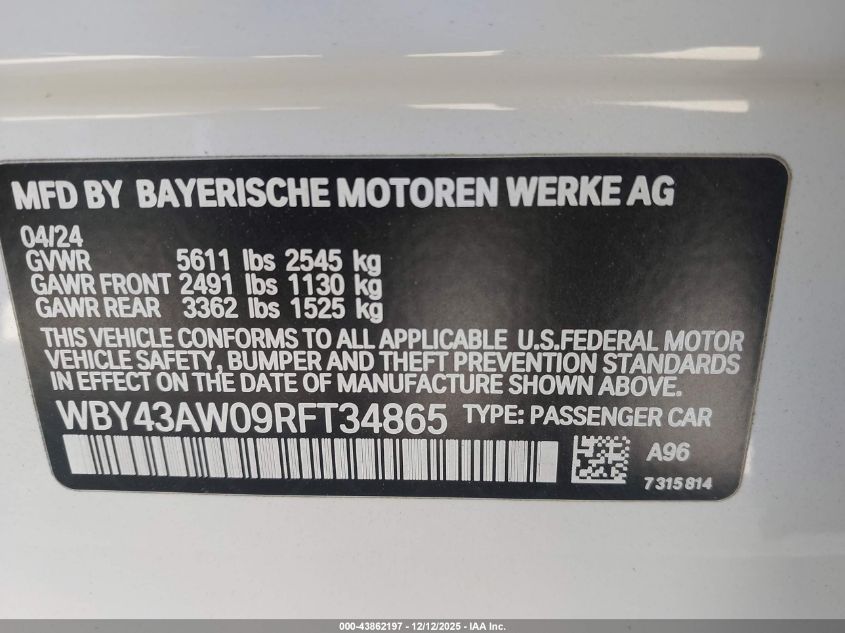 MFD BY BAYERISCHE MOTOREN WERKE AG
04/24
GVWR 5611 lbs 2545 kg
GAWR FRONT 2491 lbs 1130 kg
GAWR REAR 3362 lbs 1525 kg
THIS VEHICLE CONFORMS TO ALL APPLICABLE U.S.FEDERAL MOTOR
VEHICLE SAFETY, BUMPER AND THEFT PREVENTION STANDARDS
IN EFFECT ON THE DATE OF MANUFACTURE SHOWN ABOVE.
WBY43AW09RFT34865 TYPE: PASSENGER CAR
A96
7 315 814
000-43862197 - 12/12/2025 - IAA Inc.